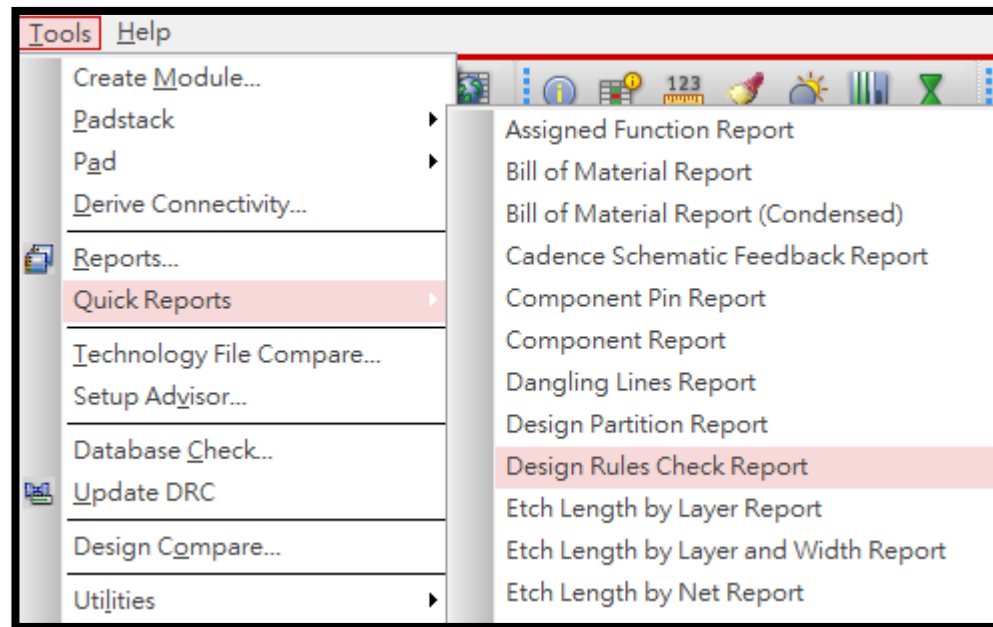 Tools Help
Create Module...
Padstack
Pad
Derive Connectivity...
Reports...
Quick Reports
Technology File Compare...
Setup Advisor...
Database Check...
Update DRC
Design Compare...
Utilities
123
Assigned Function Report
Bill of Material Report
Bill of Material Report (Condensed)
Cadence Schematic Feedback Report
Component Pin Report
Component Report
Dangling Lines Report
Design Partition Report
Design Rules Check Report
Etch Length by Layer Report
Etch Length by Layer and Width Report
Etch Length by Net Report